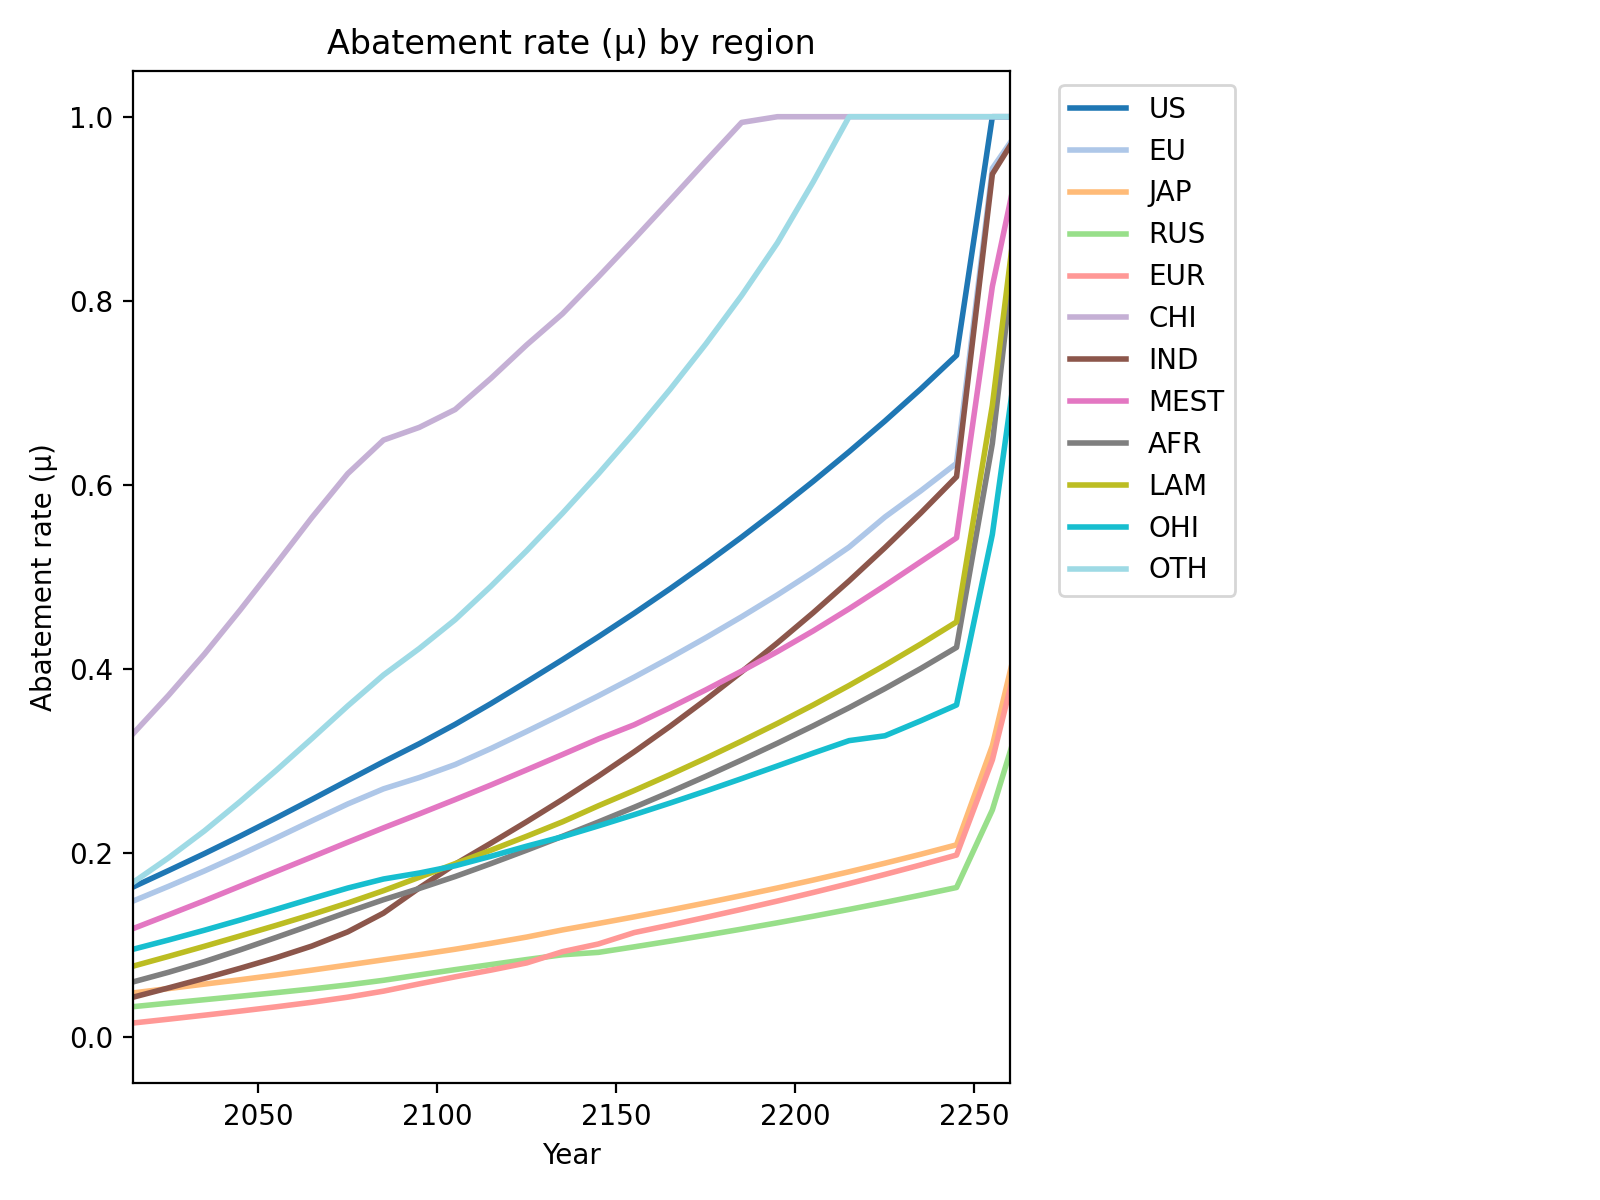 Abatement rate (μ) by region
Abatement rate (μ)
1.0
0.8
0.6
0.4
0.2
0.0
2050
2100
2150
2200
2250
Year
US
EU
JAP
RUS
EUR
CHI
IND
MEST
AFR
LAM
OHI
OTH